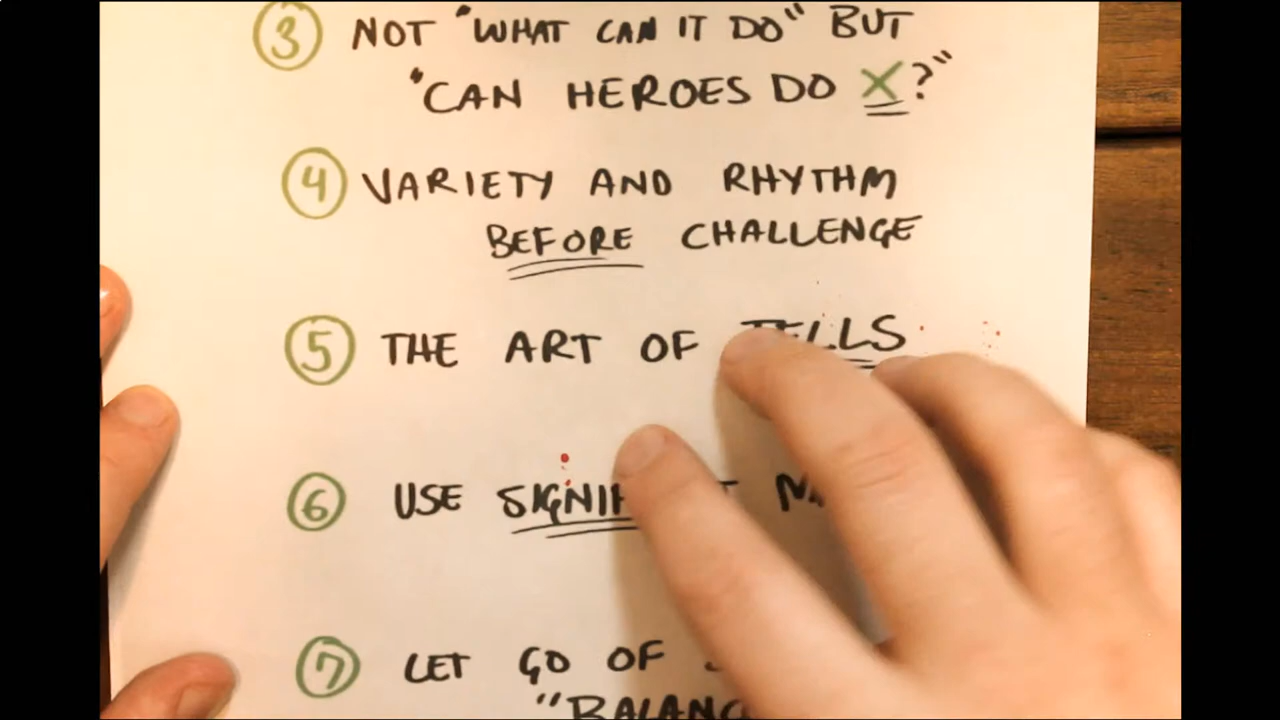 3 NOT "WHAT CAN IT DO" BUT
"CAN HEROES DO X?"
4 VARIETY AND RHYTHM
BEFORE CHALLENGE
5 THE ART OF TELLS
6 USE
7 LET GO OF